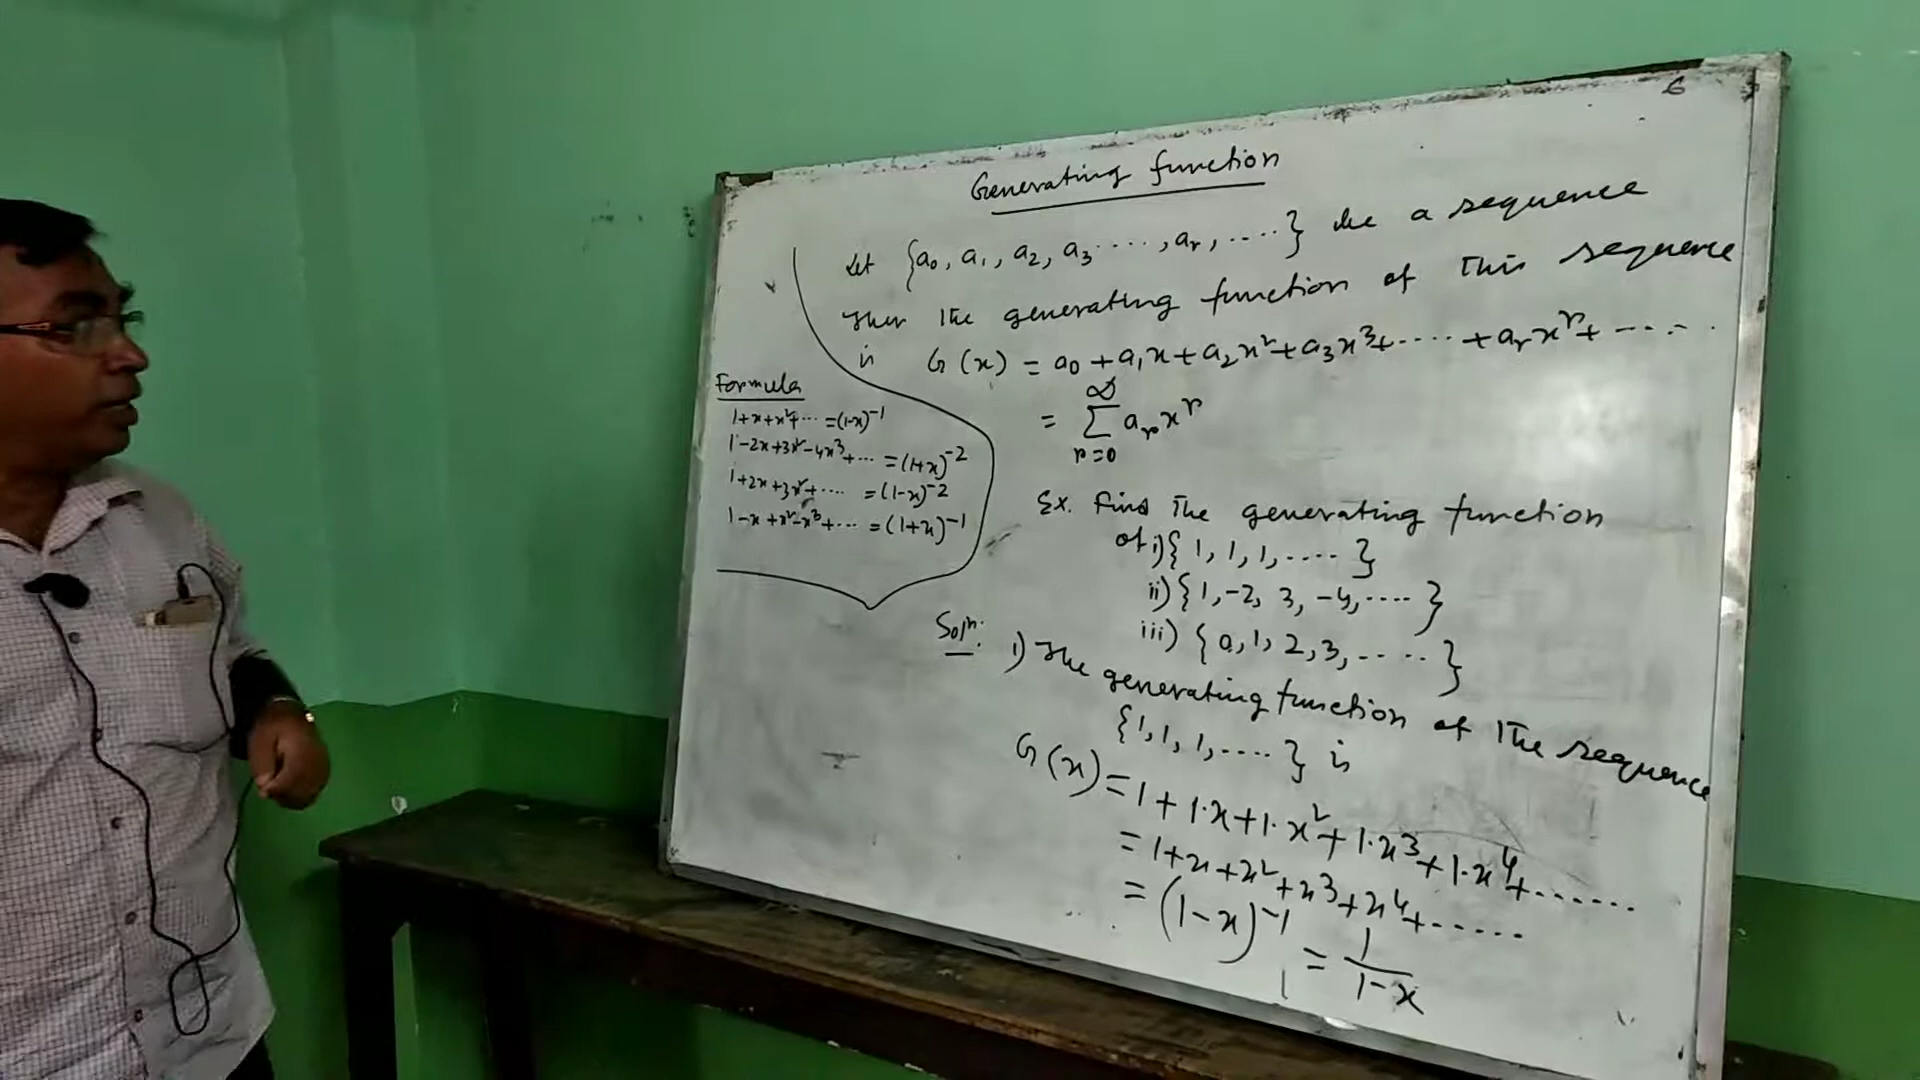 6
Generating function
Let {a₀, a₁, a₂, a₃ ...., aᵣ, ....} be a sequence
Then the generating function of this sequence
is G(x) = a₀ + a₁x + a₂x² + a₃x³ + ..... + aᵣxʳ + .....
= ∞∑r=0 aᵣxʳ
Formula
1+x+x²+... = (1-x)⁻¹
1-2x+3x²-4x³+... = (1+x)⁻²
1+2x+3x²+.... = (1-x)⁻²
1-x+x²-x³+... = (1+x)⁻¹
Ex. Find The generating function
of i) {1, 1, 1, .....}
ii) {1, -2, 3, -4, .....}
iii) {0, 1, 2, 3, .....}
Solⁿ:
i) The generating function of the sequence
{1, 1, 1, .....} is
G(x) = 1 + 1·x + 1·x² + 1·x³ + 1·x⁴ + ......
= 1 + x + x² + x³ + x⁴ + .....
= (1-x)⁻¹ = 1/1-x